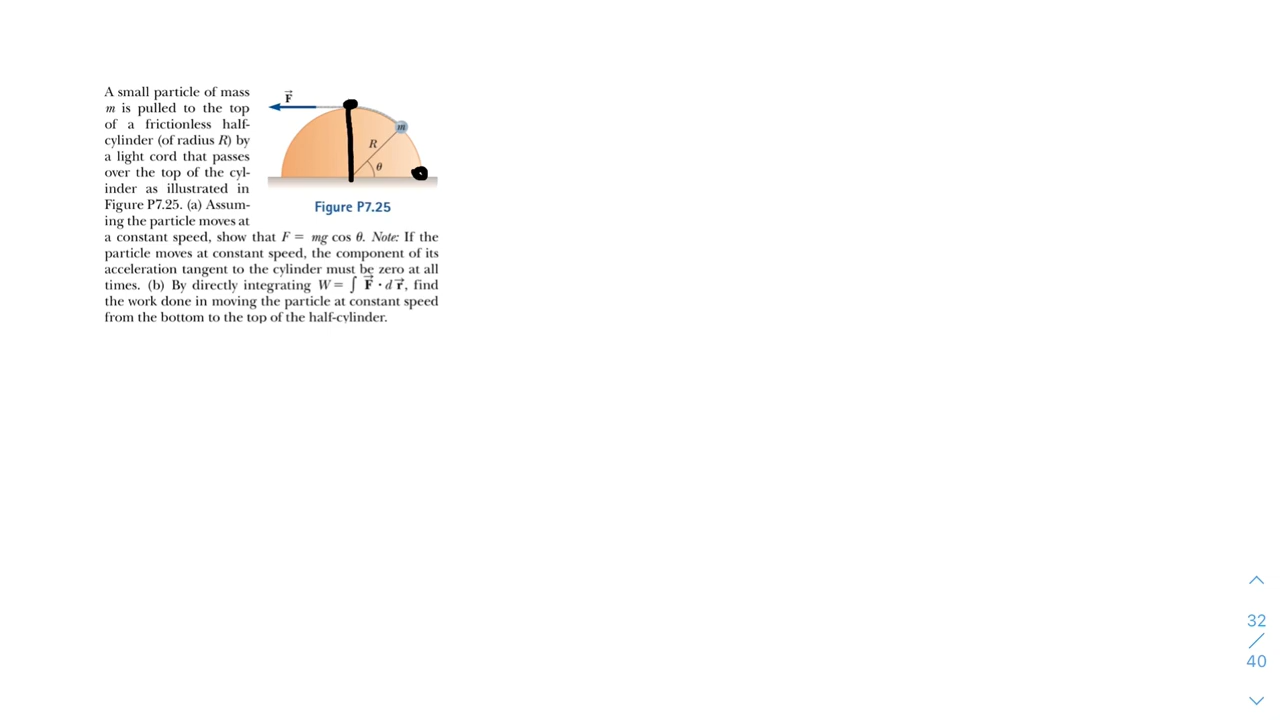 A small particle of mass
m is pulled to the top
of a frictionless half-
cylinder (of radius R) by
a light cord that passes
over the top of the cyl-
inder as illustrated in
Figure P7.25. (a) Assum-
ing the particle moves at
a constant speed, show that F = mg cos θ. Note: If the
particle moves at constant speed, the component of its
acceleration tangent to the cylinder must be zero at all
times. (b) By directly integrating W = ∫ F⃗ · d r⃗, find
the work done in moving the particle at constant speed
from the bottom to the top of the half-cylinder.
F⃗
m
R
θ
Figure P7.25
32
/
40